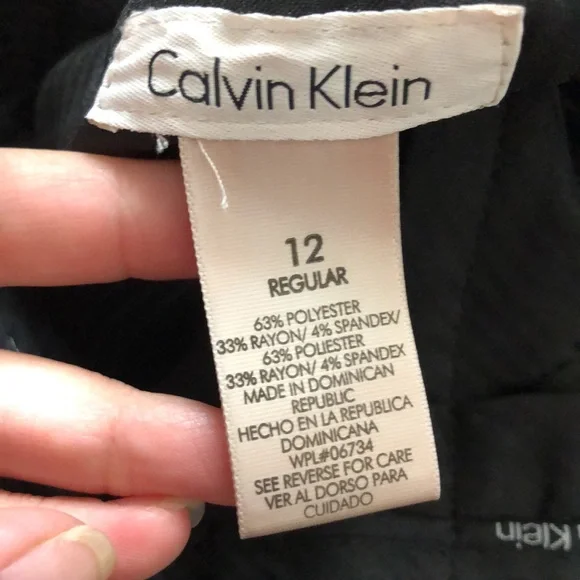 Calvin Klein
12
REGULAR
63% POLYESTER
33% RAYON/ 4% SPANDEX/
63% POLIESTER
33% RAYON/ 4% SPANDEX
MADE IN DOMINICAN
REPUBLIC
HECHO EN LA REPUBLICA
DOMINICANA
WPL#06734
SEE REVERSE FOR CARE
VER AL DORSO PARA
CUIDADO
Klein